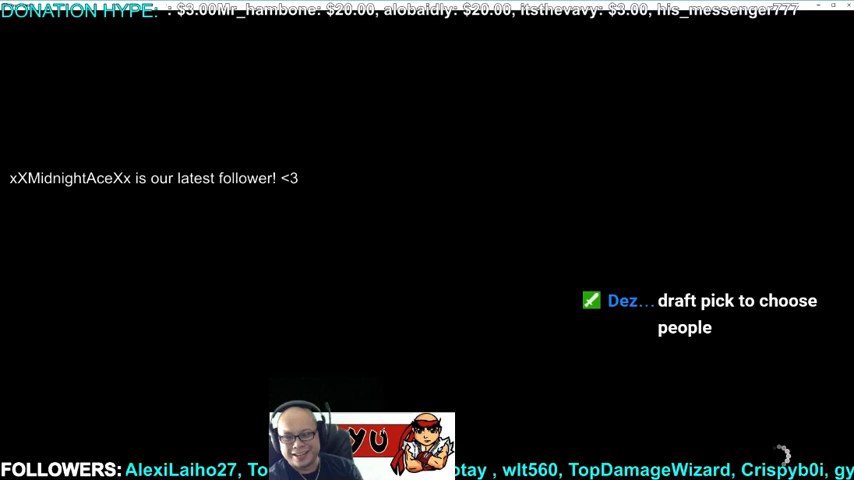 DONATION HYPE: : $3.00Mr_hambone: $20.00, alobaidly: $20.00, itsthevavy: $3.00, his_messenger777
xXMidnightAceXx is our latest follower! <3
Dez... draft pick to choose
people
YU
FOLLOWERS: AlexiLaiho27, To otay , wlt560, TopDamageWizard, Crispyb0i, gy